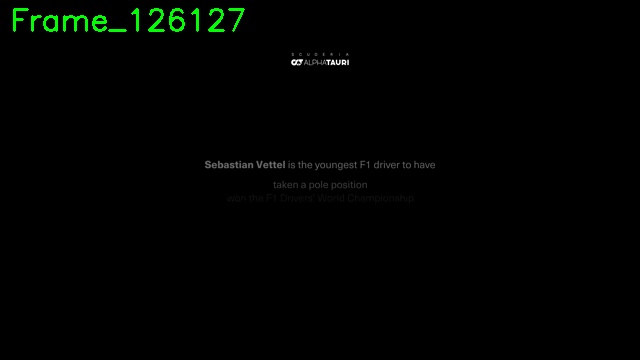 Frame_126127
SCUDERIA
ALPHATAURI
Sebastian Vettel is the youngest F1 driver to have
taken a pole position
won the F1 Drivers' World Championship